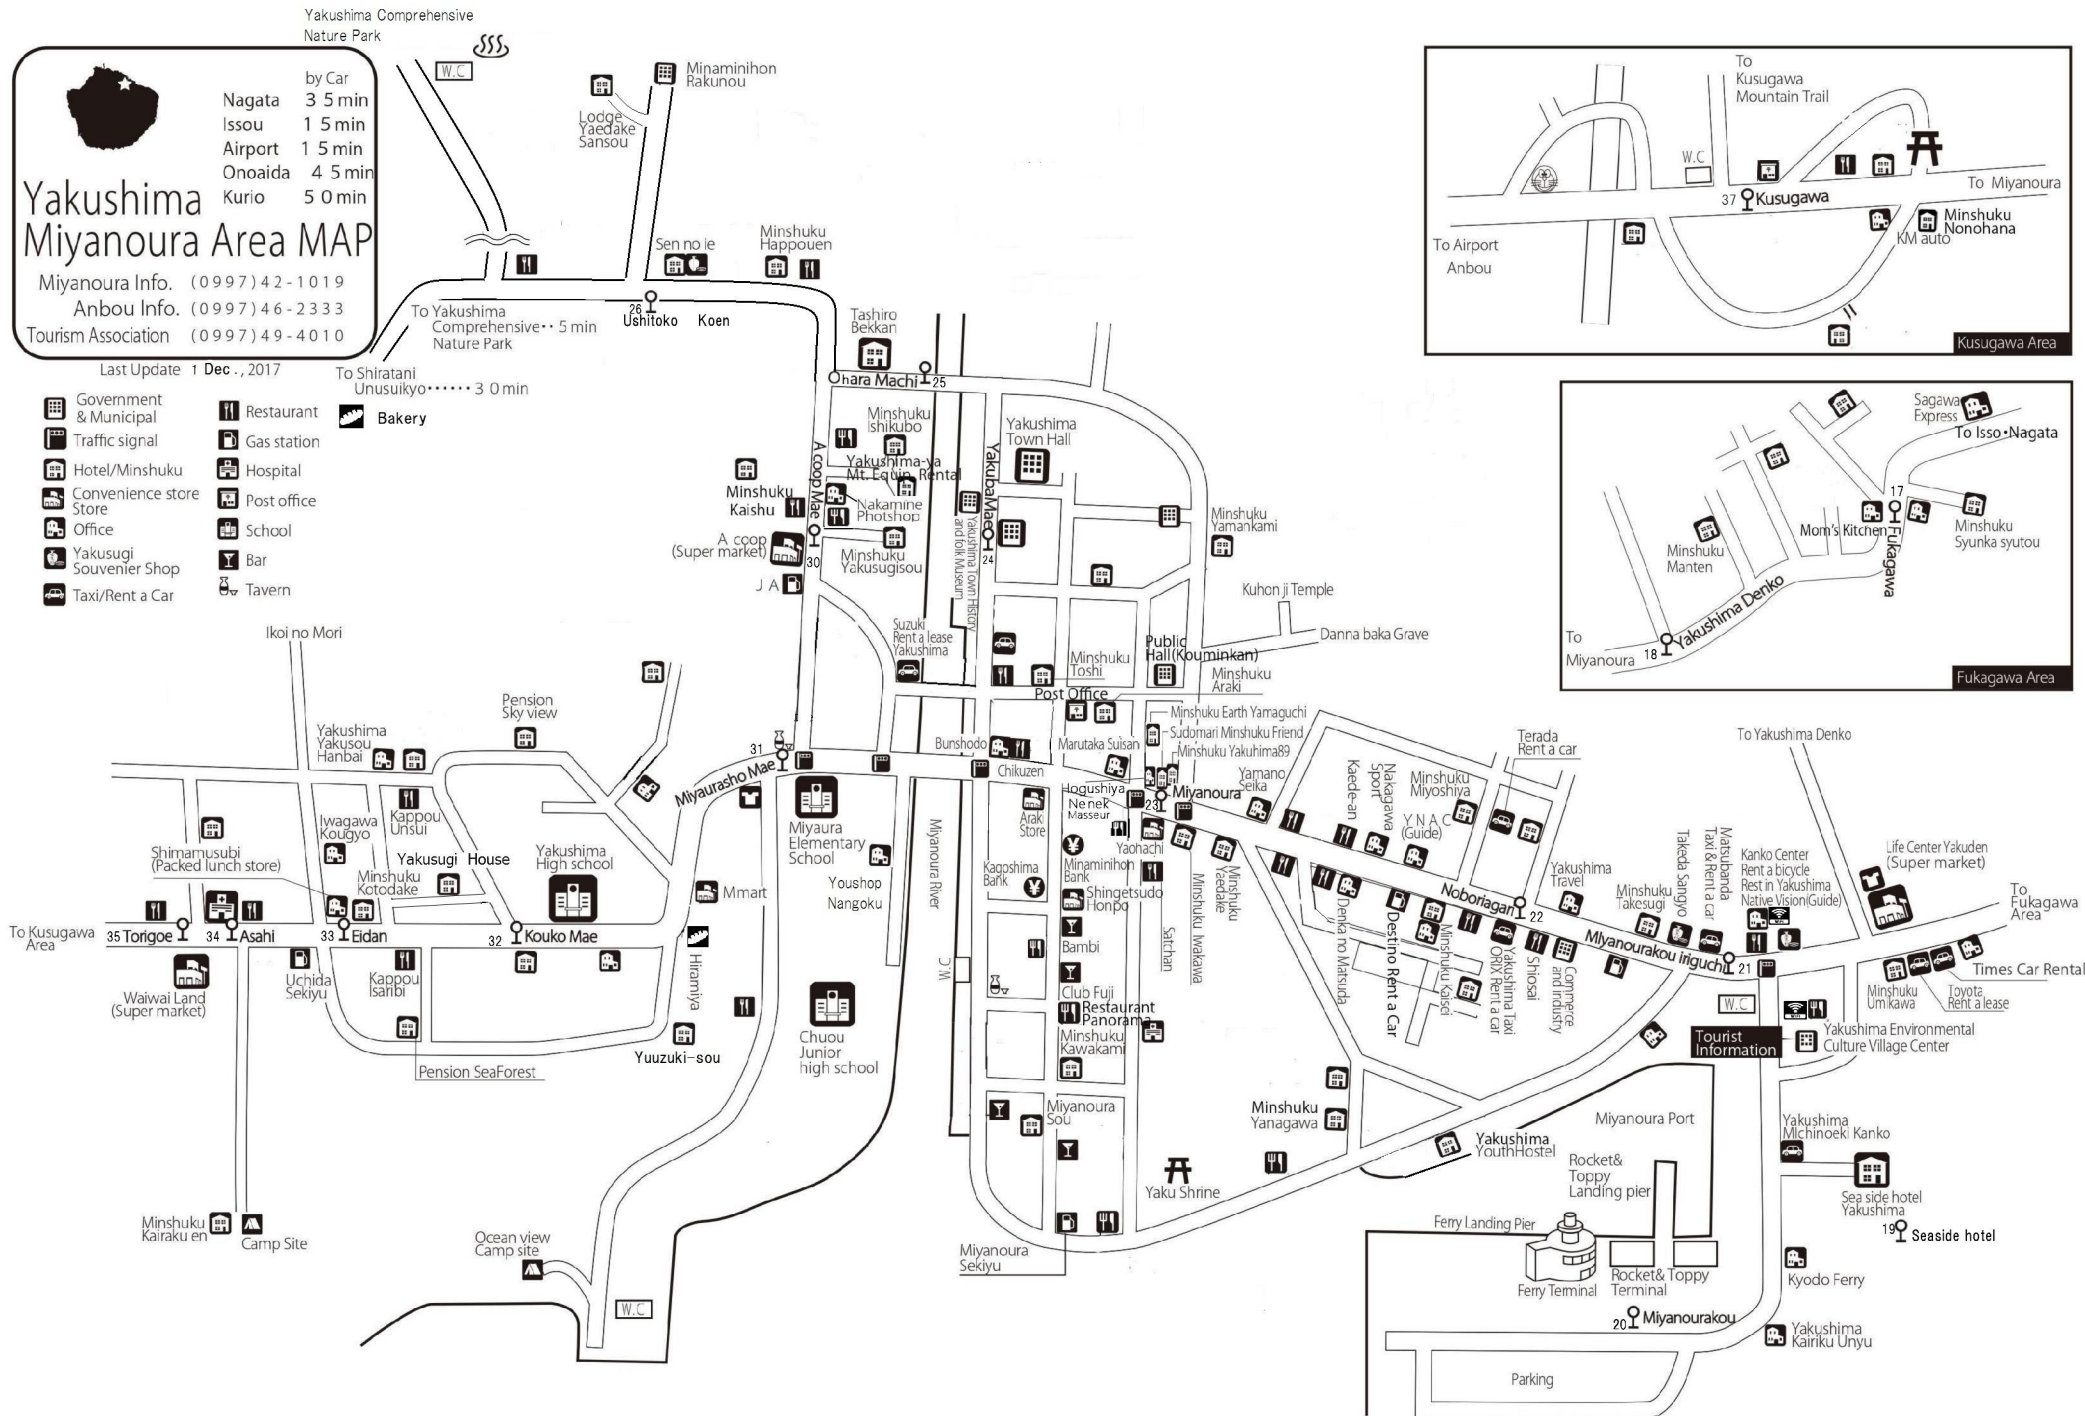 Yakushima Comprehensive
Nature Park
W.C
by Car
Nagata 35min
Issou 15min
Airport 15min
Onoaida 45min
Kurio 50min
Yakushima
Miyanoura Area MAP
Miyanoura Info. (0997)42-1019
Anbou Info. (0997)46-2333
Tourism Association (0997)49-4010
Last Update 1 Dec., 2017
Government
& Municipal
Traffic signal
Hotel/Minshuku
Convenience store
Store
Office
Yakusugi
Souvenier Shop
Taxi/Rent a Car
Restaurant
Gas station
Hospital
Post office
School
Bar
Tavern
Bakery
Minaminihon
Rakunou
Lodge
Yaedake
Sansou
Sen no ie
Minshuku
Happouen
To Yakushima
Comprehensive・・5 min
Nature Park
26
Ushitoko Koen
To Shiratani
Unusuikyo・・・・・・30min
Tashiro
Bekkan
Ohara Machi
25
Minshuku
Ishikubo
Yakushima-ya
Mt. Equip. Rental
A coop Mae
Minshuku
Kaishu
Nakamine
Photshop
A coop
(Super market)
30
Minshuku
Yakusugisou
JA
YakubaMae
24
Yakushima
Town Hall
Yakushima Town History
and folk Museum
Minshuku
Yamankami
Kuhon ji Temple
Danna baka Grave
Suzuki
Rent a lease
Yakushima
Public
Hall(Kouminkan)
Minshuku
Toshi
Minshuku
Araki
Post Office
Minshuku Earth Yamaguchi
Sudomari Minshuku Friend
Minshuku Yakuhima89
Bunshodo
Marutaka Suisan
Chikuzen
Hogushiya
Nenek
Masseur
Miyanoura
23
Yamano
Seika
Araki
Store
Yaohachi
Minaminihon
Bank
Kagoshima
Bank
Shingetsudo
Honpo
Bambi
Satchan
Minshuku Iwakawa
Minshuku
Yaedake
Club Fuji
Restaurant
Panorama
Minshuku
Kawakami
Miyanoura
Sou
Yaku Shrine
Miyanoura
Sekiyu
Miyanoura River
W.C
Ikoi no Mori
Yakushima
Yakusou
Hanbai
Pension
Sky view
Kappou
Unsui
Iwagawa
Kougyo
Shimamusubi
(Packed lunch store)
Minshuku
Kotodake
Yakusugi House
Yakushima
High school
31
Miyaurasho Mae
Miyaura
Elementary
School
Youshop
Nangoku
Mmart
To Kusugawa
Area
35 Torigoe
34 Asahi
33 Eidan
32 Kouko Mae
Waiwai Land
(Super market)
Uchida
Sekiyu
Kappou
Isaribi
Hiramiya
Yuuzuki-sou
Pension SeaForest
Chuou
Junior
high school
Minshuku
Kairaku en
Camp Site
Ocean view
Camp site
W.C
Kaede-an
Nakagawa
Sport
YNAC
(Guide)
Minshuku
Miyoshiya
Terada
Rent a car
Noboriagari
22
Yakushima
Travel
Minshuku
Takesugi
Takeda Sangyo
Matsubanda
Taxi & Rent a car
Kanko Center
Rent a bicycle
Rest in Yakushima
Native Vision(Guide)
To Yakushima Denko
Life Center Yakuden
(Super market)
To
Fukagawa
Area
Miyanourakou iriguchi
21
Denka no Matsuda
Destino Rent a Car
Minshuku Kaisei
Yakushima Taxi
ORIX Rent a car
Shiosai
Commerce
and industry
W.C
Times Car Rental
Minshuku
Umikawa
Toyota
Rent a lease
Tourist
Information
Yakushima Environmental
Culture Village Center
Minshuku
Yanagawa
Yakushima
YouthHostel
Miyanoura Port
Rocket&
Toppy
Landing pier
Ferry Landing Pier
Ferry Terminal
Rocket& Toppy
Terminal
Yakushima
MIchinoeki Kanko
Sea side hotel
Yakushima
19 Seaside hotel
Kyodo Ferry
20 Miyanourakou
Yakushima
Kairiku Unyu
Parking
To
Kusugawa
Mountain Trail
W.C
37 Kusugawa
To Miyanoura
To Airport
Anbou
KM auto
Minshuku
Nonohana
Kusugawa Area
Sagawa
Express
To Isso・Nagata
17
Fukagawa
Mom's Kitchen
Minshuku
Syunka syutou
Minshuku
Manten
Yakushima Denko
To
Miyanoura
18
Fukagawa Area